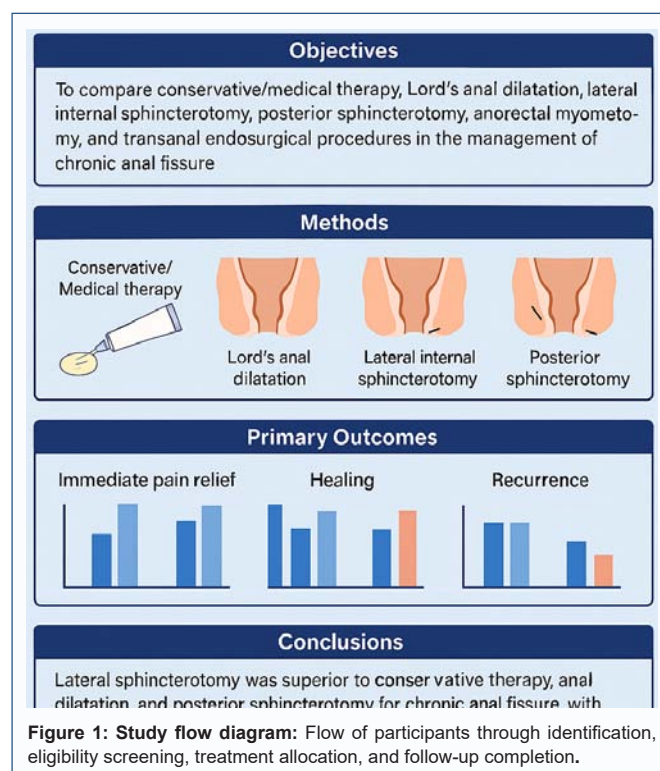 Objectives
To compare conservative/medical therapy, Lord's anal dilatation, lateral
internal sphincterotomy, posterior sphincterotomy, anorectal myometo-
my, and transanal endosurgical procedures in the management of
chronic anal fissure
Methods
Conservative/
Medical therapy
Lord's anal
dilatation
Lateral internal
sphincterotomy
Posterior
sphincterotomy
Primary Outcomes
Immediate pain relief
Healing
Recurrence
Conclusions
Lateral sphincterotomy was superior to conser vative therapy, anal
dilatation, and posterior sphincterotomy for chronic anal fissure, with
Figure 1: Study flow diagram: Flow of participants through identification,
eligibility screening, treatment allocation, and follow-up completion.